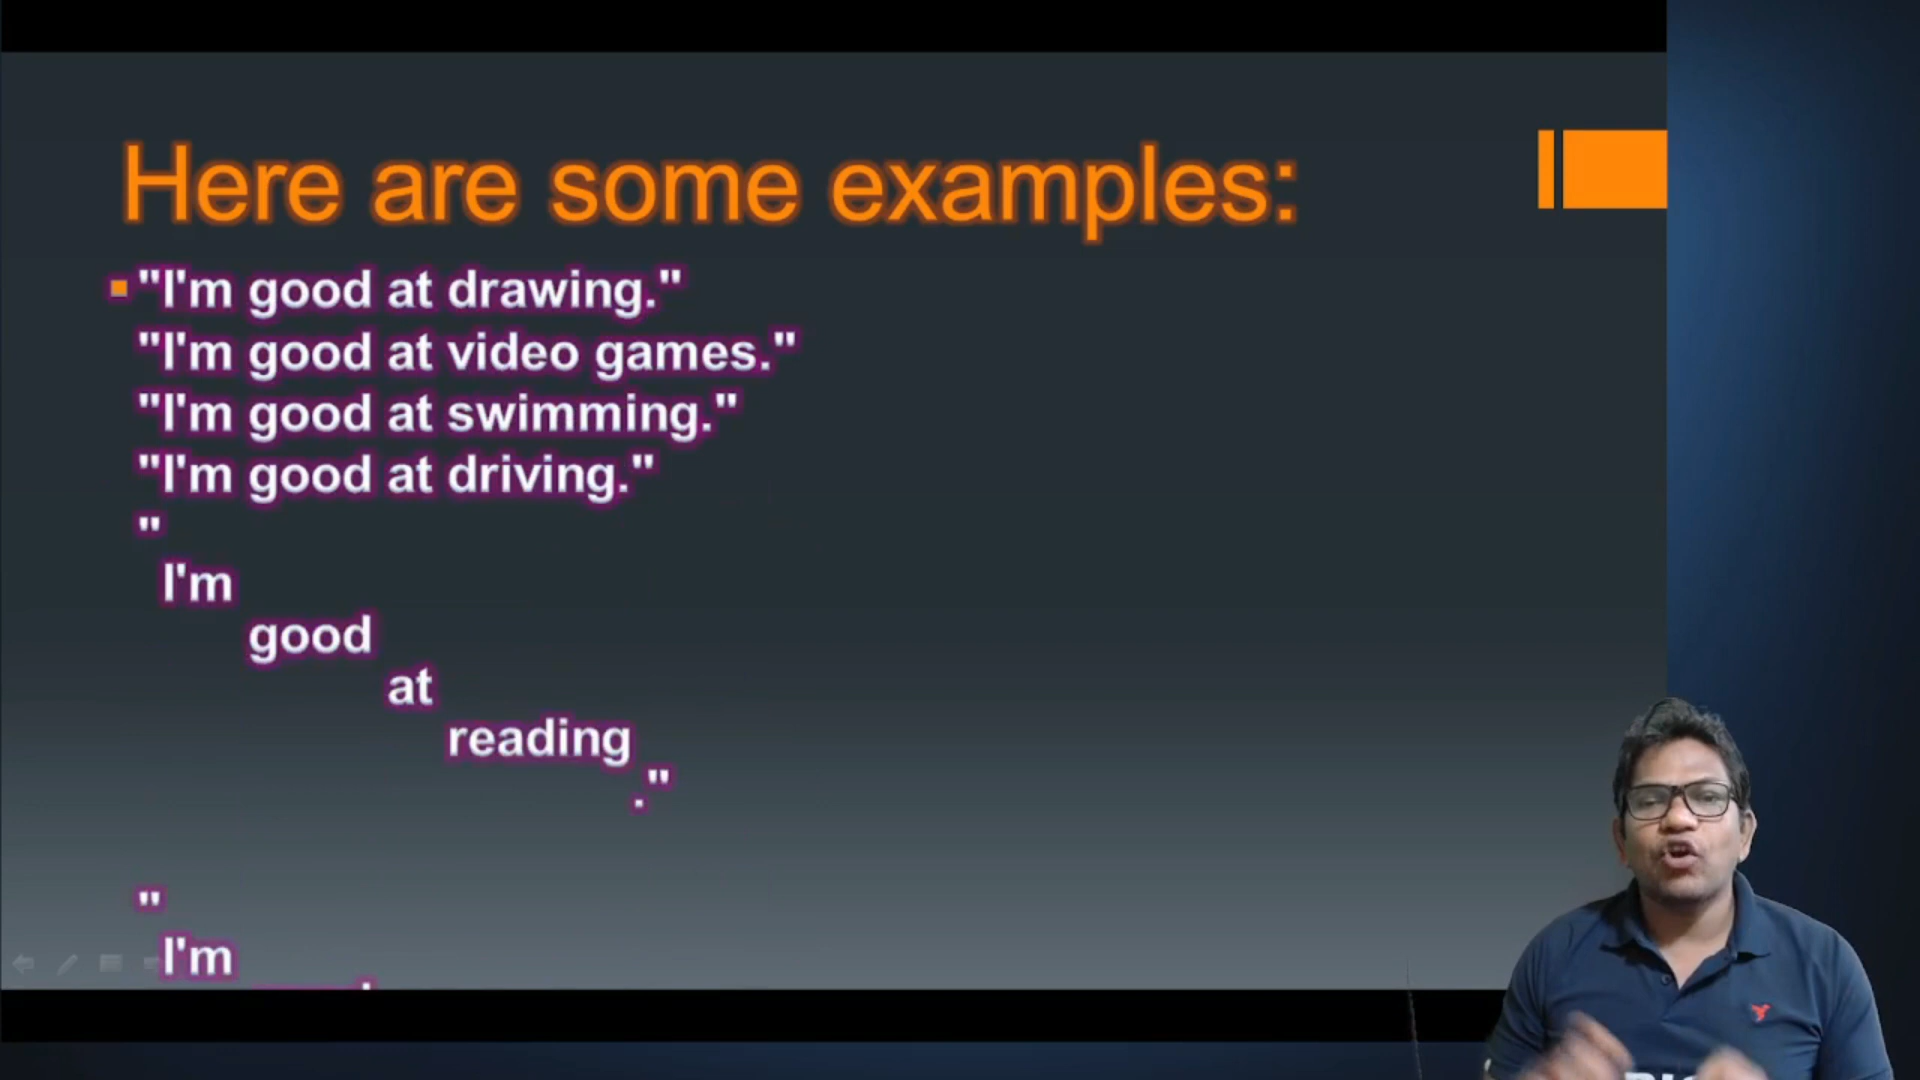 Here are some examples:
"I'm good at drawing."
"I'm good at video games."
"I'm good at swimming."
"I'm good at driving."
"
I'm
good
at
reading
."
"
I'm